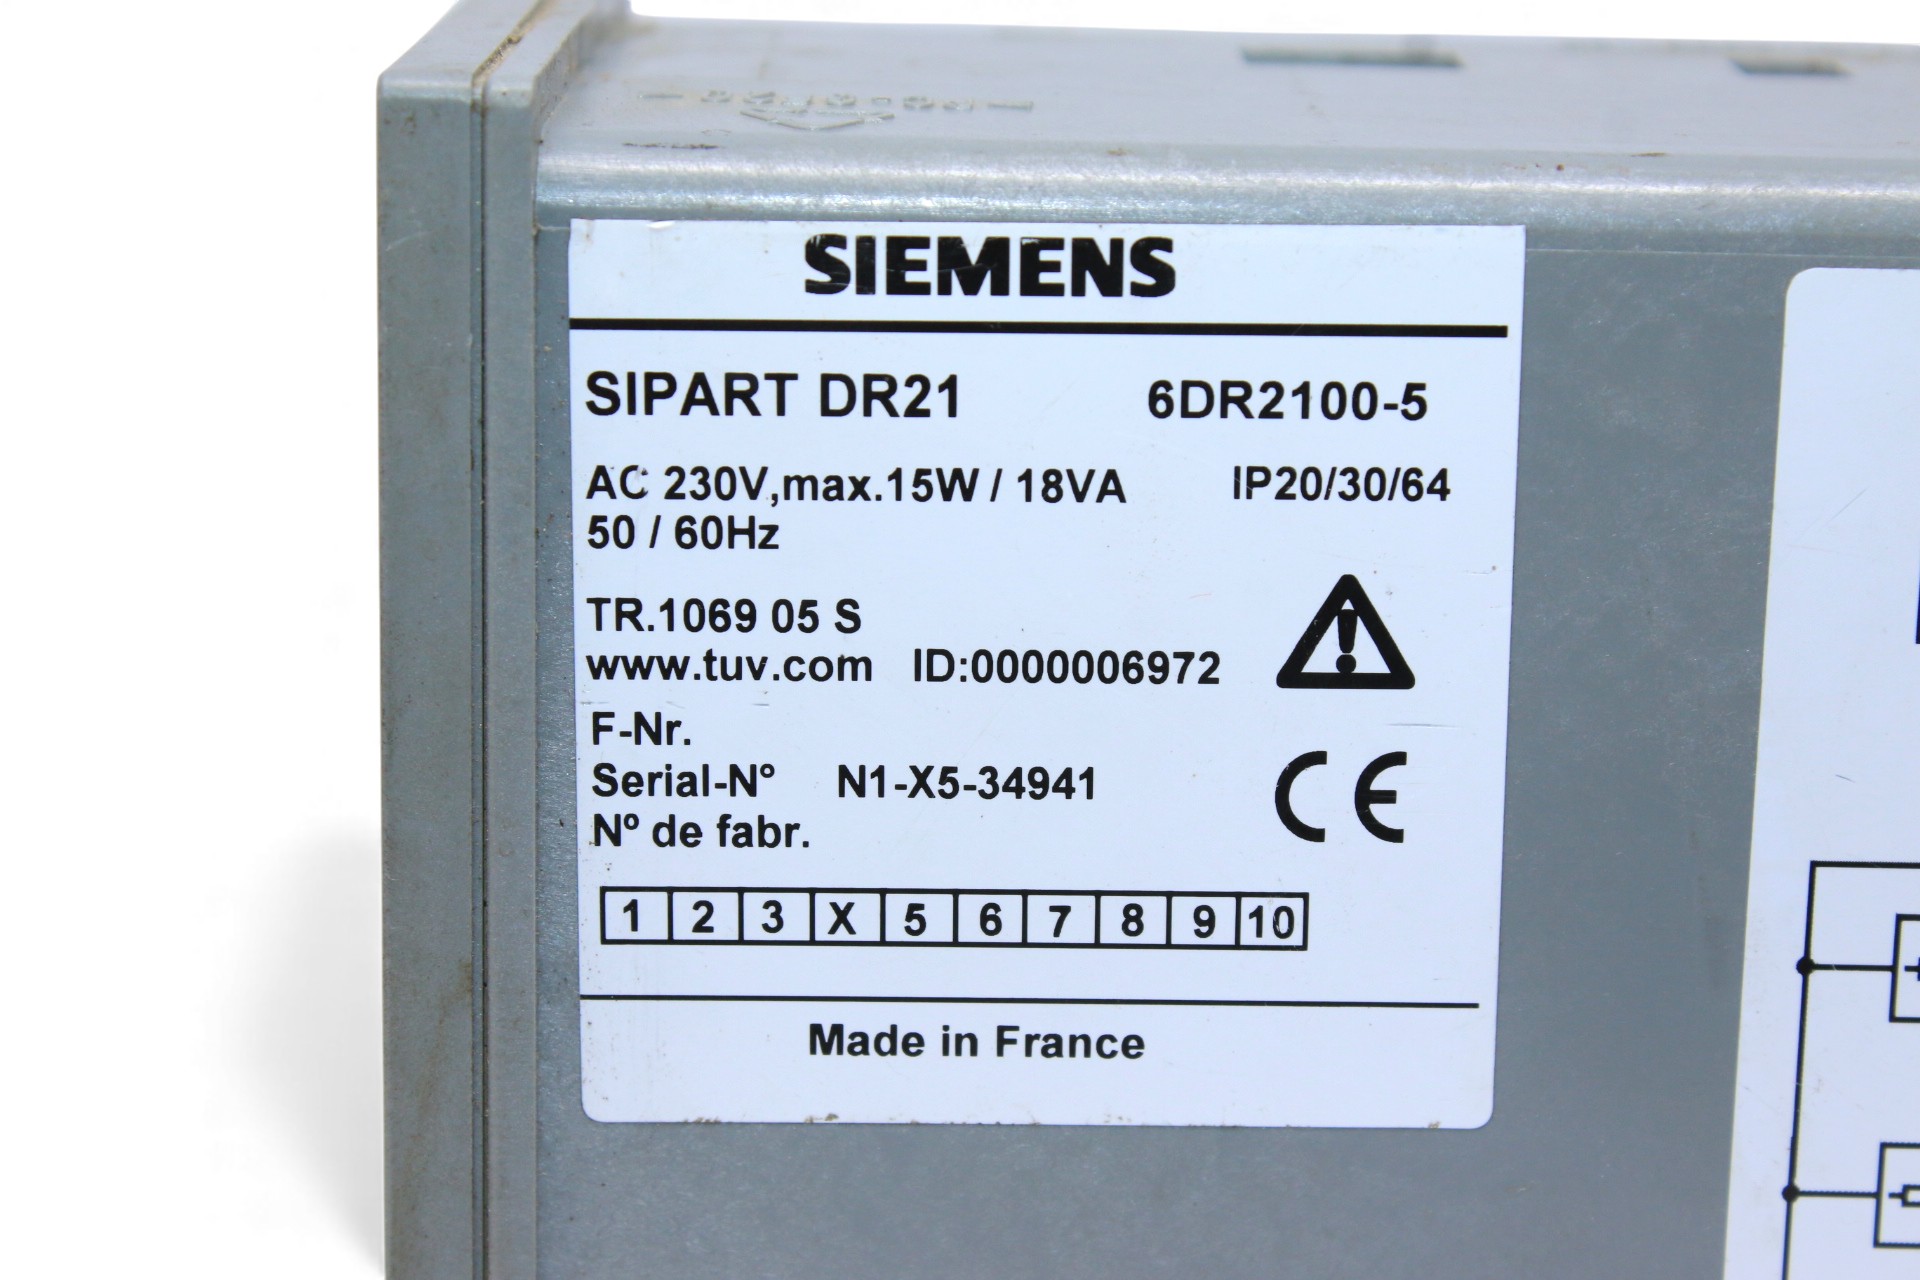 SIEMENS
SIPART DR21 6DR2100-5
AC 230V,max.15W / 18VA IP20/30/64
50 / 60Hz
TR.1069 05 S
www.tuv.com ID:0000006972
F-Nr.
Serial-N° N1-X5-34941
Nº de fabr.
1 2 3 X 5 6 7 8 9 10
Made in France